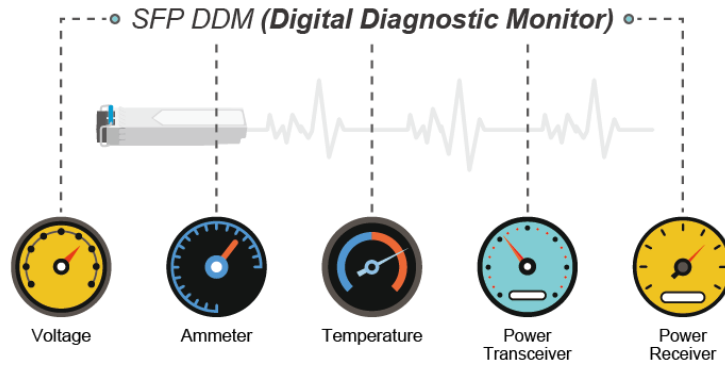 SFP DDM (Digital Diagnostic Monitor)
Voltage
Ammeter
Temperature
Power
Transceiver
Power
Receiver